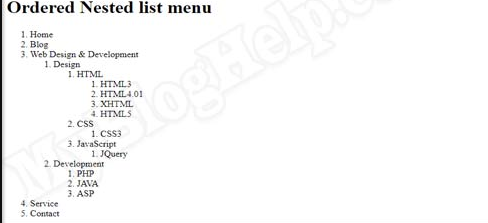 Ordered Nested list menu
1. Home
2. Blog
3. Web Design & Development
1. Design
1. HTML
1. HTML3
2. HTML4.01
3. XHTML
4. HTML5
2. CSS
1. CSS3
3. JavaScript
1. JQuery
2. Development
1. PHP
2. JAVA
3. ASP
4. Service
5. Contact
MyBlogHelp.co